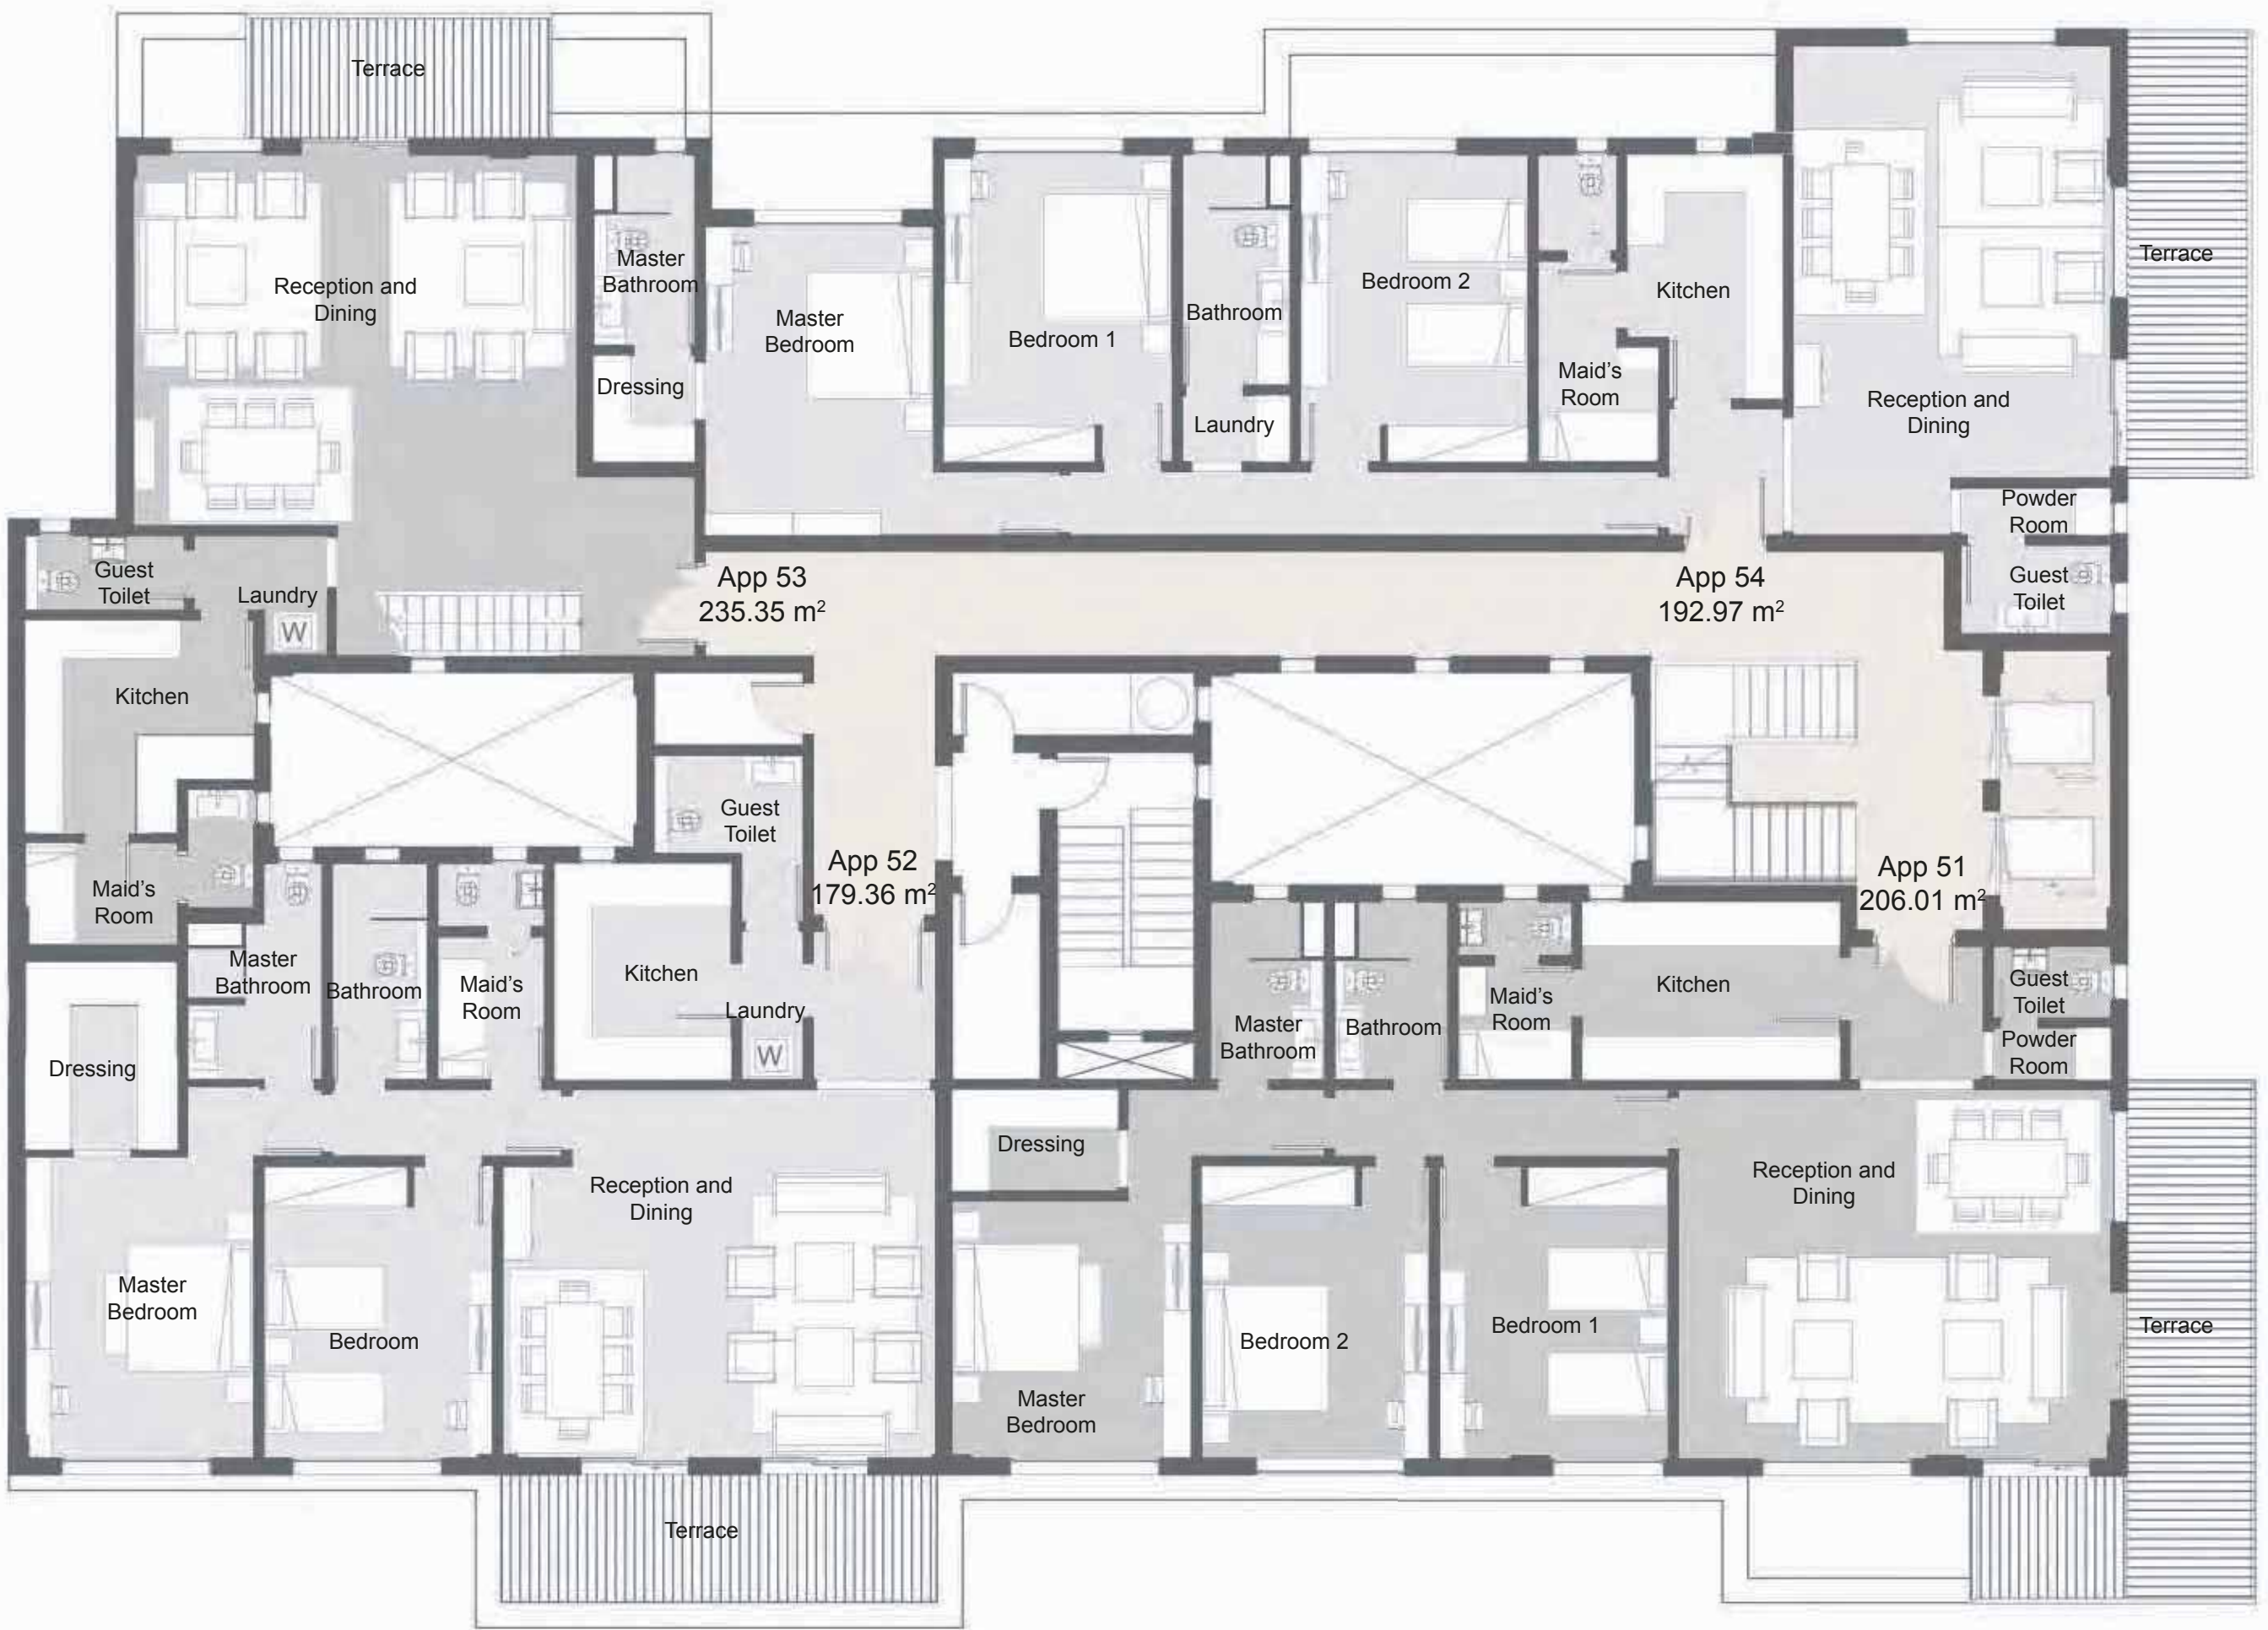 Terrace
Reception and
Dining
Master
Bathroom
Dressing
Master
Bedroom
Bedroom 1
Bathroom
Laundry
Bedroom 2
Kitchen
Maid’s
Room
Reception and
Dining
Terrace
Powder
Room
Guest
Toilet
Guest
Toilet
Laundry
W
App 53
235.35 m²
App 54
192.97 m²
Kitchen
Maid’s
Room
Guest
Toilet
App 52
179.36 m²
App 51
206.01 m²
Master
Bathroom
Bathroom
Maid’s
Room
Kitchen
Laundry
W
Dressing
Master
Bathroom
Bathroom
Maid’s
Room
Kitchen
Guest
Toilet
Powder
Room
Dressing
Reception and
Dining
Reception and
Dining
Master
Bedroom
Bedroom
Master
Bedroom
Bedroom 2
Bedroom 1
Terrace
Terrace